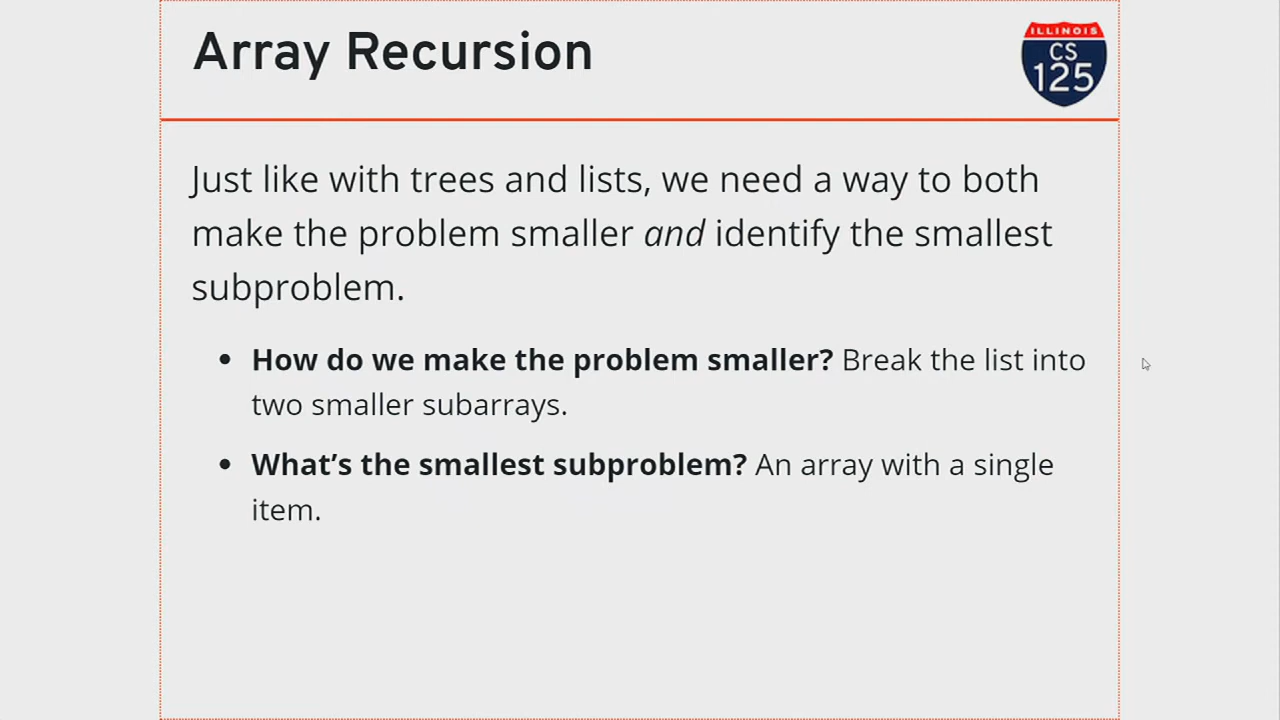 Array Recursion
ILLINOIS
CS
125
Just like with trees and lists, we need a way to both
make the problem smaller and identify the smallest
subproblem.
• How do we make the problem smaller? Break the list into
two smaller subarrays.
• What’s the smallest subproblem? An array with a single
item.